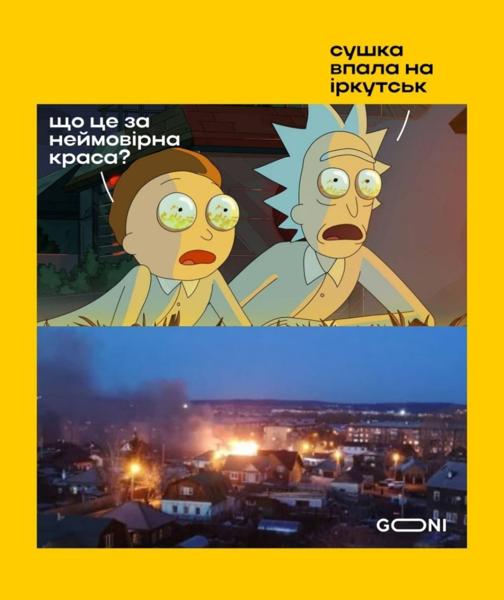 сушка
впала на
іркутськ
що це за
неймовірна
краса?
GONI